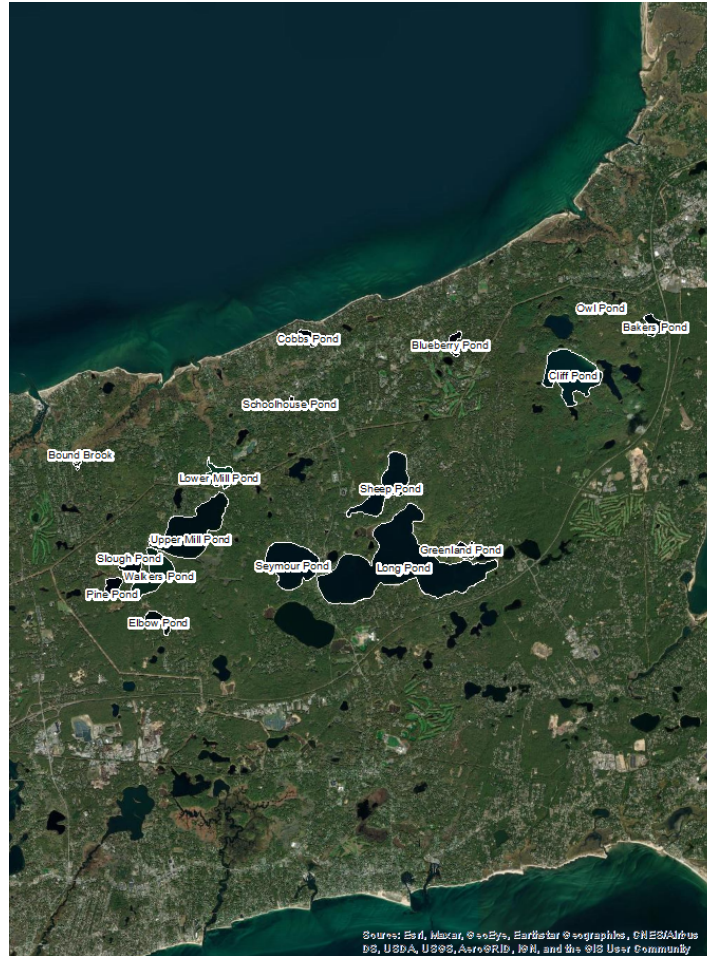 Owl Pond
Bakers Pond
Cobbs Pond
Blueberry Pond
Cliff Pond
Schoolhouse Pond
Bound Brook
Lower Mill Pond
Sheep Pond
Upper Mill Pond
Greenland Pond
Slough Pond
Seymour Pond
Long Pond
Walkers Pond
Pine Pond
Elbow Pond
Source: Esri, Maxar, GeoEye, Earthstar Geographics, CNES/Airbus
DS, USDA, USGS, AeroGRID, IGN, and the GIS User Community